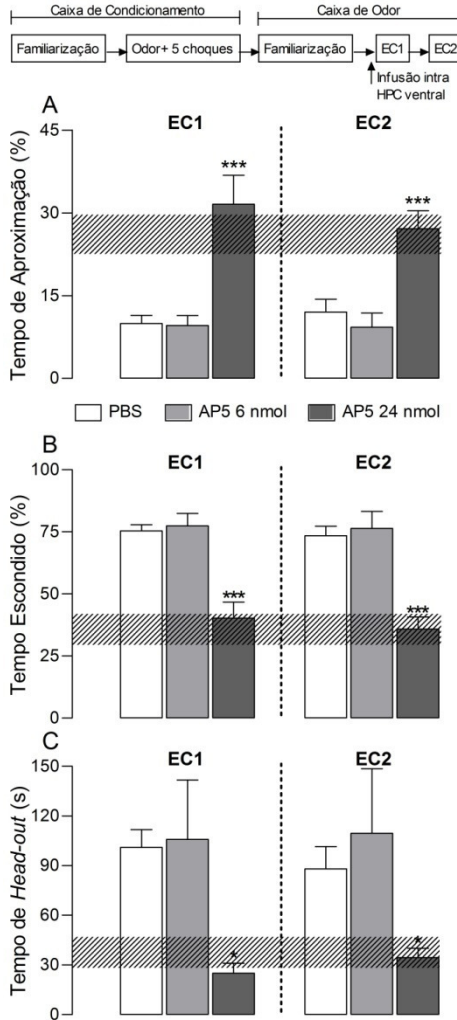 Caixa de Condicionamento
Caixa de Odor
Familiarização
Odor+ 5 choques
Familiarização
EC1
EC2
Infusão intra
HPC ventral
A
EC1
EC2
Tempo de Aproximação (%)
45
30
15
0
***
***
PBS
AP5 6 nmol
AP5 24 nmol
B
EC1
EC2
Tempo Escondido (%)
100
75
50
25
0
***
***
C
EC1
EC2
Tempo de Head-out (s)
150
120
90
60
30
0
*
*